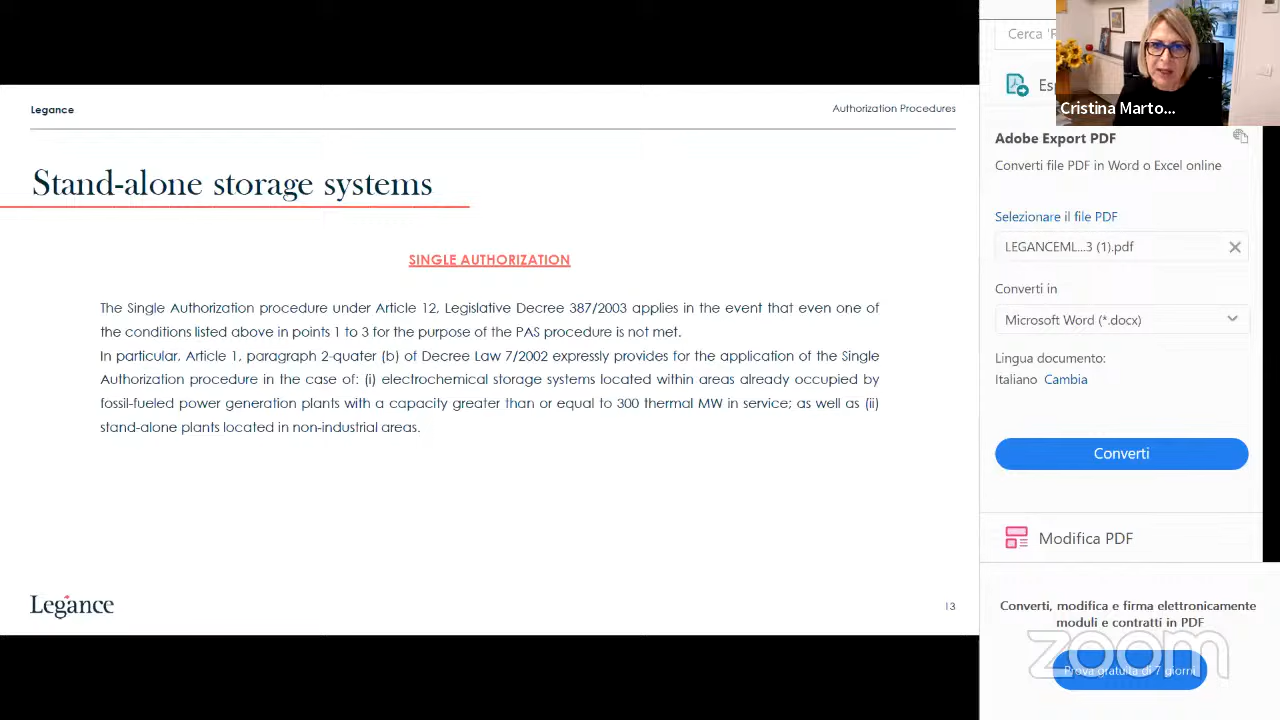 Legance
Authorization Procedures
Stand-alone storage systems
SINGLE AUTHORIZATION
The Single Authorization procedure under Article 12, Legislative Decree 387/2003 applies in the event that even one of
the conditions listed above in points 1 to 3 for the purpose of the PAS procedure is not met.
In particular, Article 1, paragraph 2-quater (b) of Decree Law 7/2002 expressly provides for the application of the Single
Authorization procedure in the case of: (i) electrochemical storage systems located within areas already occupied by
fossil-fueled power generation plants with a capacity greater than or equal to 300 thermal MW in service; as well as (ii)
stand-alone plants located in non-industrial areas.
Legance
13
Cerca 'R
Es
Cristina Marto...
Adobe Export PDF
Converti file PDF in Word o Excel online
Selezionare il file PDF
LEGANCEML...3 (1).pdf
Converti in
Microsoft Word (*.docx)
Lingua documento:
Italiano Cambia
Converti
Modifica PDF
Converti, modifica e firma elettronicamente
moduli e contratti in PDF
zoom
Prova gratuita di 7 giorni